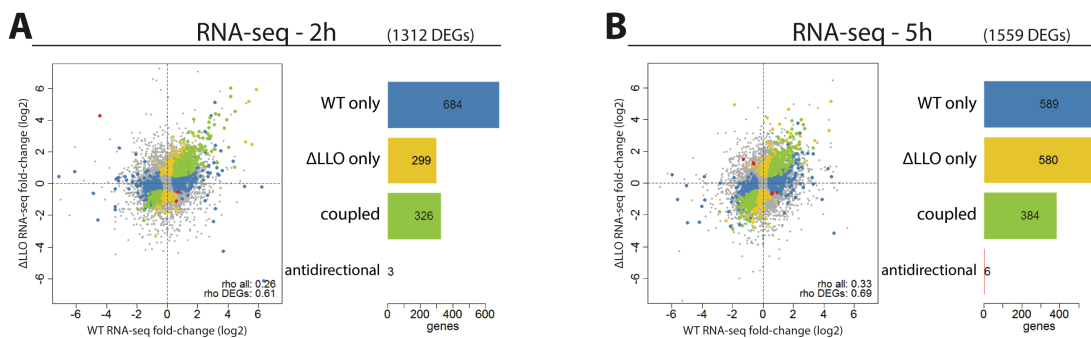 A
RNA-seq - 2h (1312 DEGs)
ΔLLO RNA-seq fold-change (log2)
6
4
2
0
-2
-4
-6
rho all: 0.26
rho DEGs: 0.61
-6 -4 -2 0 2 4 6
WT RNA-seq fold-change (log2)
WT only 684
ΔLLO only 299
coupled 326
antidirectional 3
0 200 400 600
genes
B
RNA-seq - 5h (1559 DEGs)
ΔLLO RNA-seq fold-change (log2)
6
4
2
0
-2
-4
-6
rho all: 0.33
rho DEGs: 0.69
-6 -4 -2 0 2 4 6
WT RNA-seq fold-change (log2)
WT only 589
ΔLLO only 580
coupled 384
antidirectional 6
0 200 400
genes